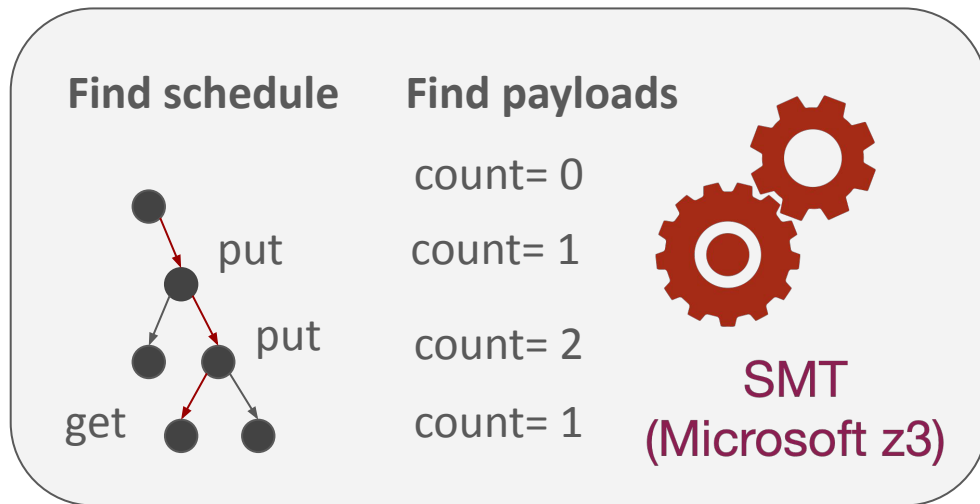 Find schedule
Find payloads
count= 0
put
count= 1
put
count= 2
get
count= 1
SMT
(Microsoft z3)